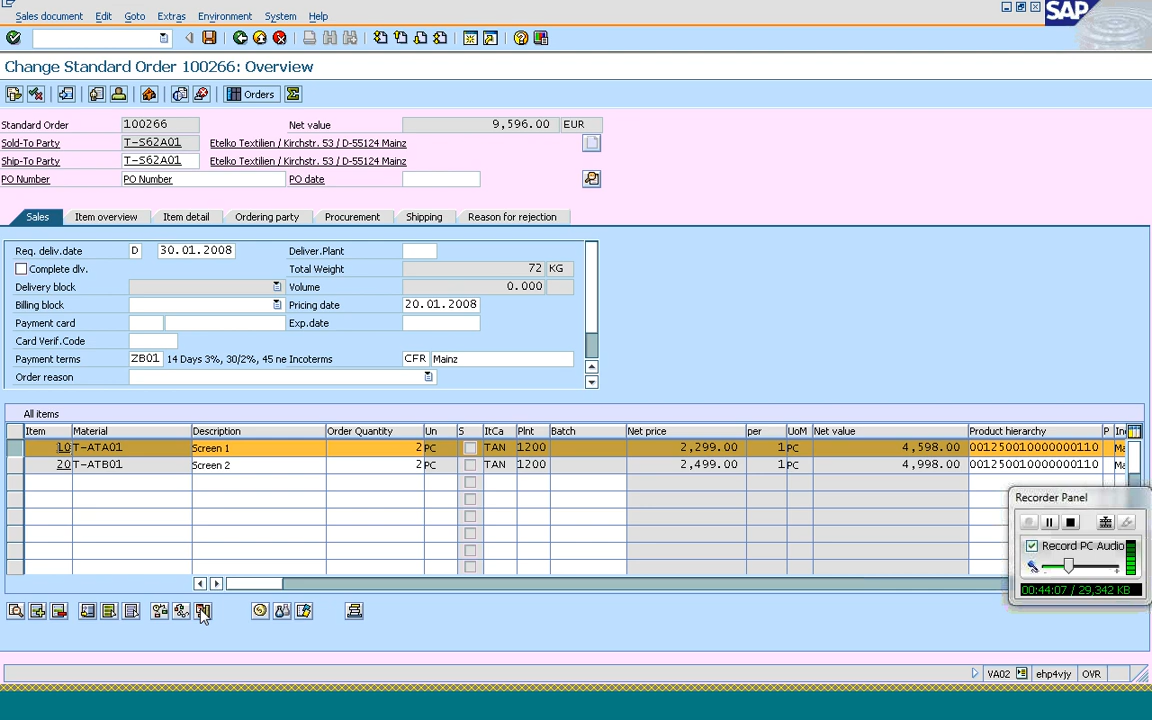 Sales document Edit Goto Extras Environment System Help
SAP
Change Standard Order 100266: Overview
Orders
Standard Order 100266 Net value 9,596.00 EUR
Sold-To Party T-S62A01 Etelko Textilien / Kirchstr. 53 / D-55124 Mainz
Ship-To Party T-S62A01 Etelko Textilien / Kirchstr. 53 / D-55124 Mainz
PO Number PO Number PO date
Sales Item overview Item detail Ordering party Procurement Shipping Reason for rejection
Req. deliv.date D 30.01.2008 Deliver.Plant
Complete dlv. Total Weight 72 KG
Delivery block Volume 0.000
Billing block Pricing date 20.01.2008
Payment card Exp.date
Card Verif.Code
Payment terms ZB01 14 Days 3%, 30/2%, 45 ne Incoterms CFR Mainz
Order reason
All items
Item Material Description Order Quantity Un S ItCa Plnt Batch Net price per UoM Net value Product hierarchy P
10 T-ATA01 Screen 1 2 PC TAN 1200 2,299.00 1 PC 4,598.00 001250010000000110
20 T-ATB01 Screen 2 2 PC TAN 1200 2,499.00 1 PC 4,998.00 001250010000000110
Recorder Panel
Record PC Audio
00:44:07 / 29,342 KB
VA02 ehp4vjy OVR